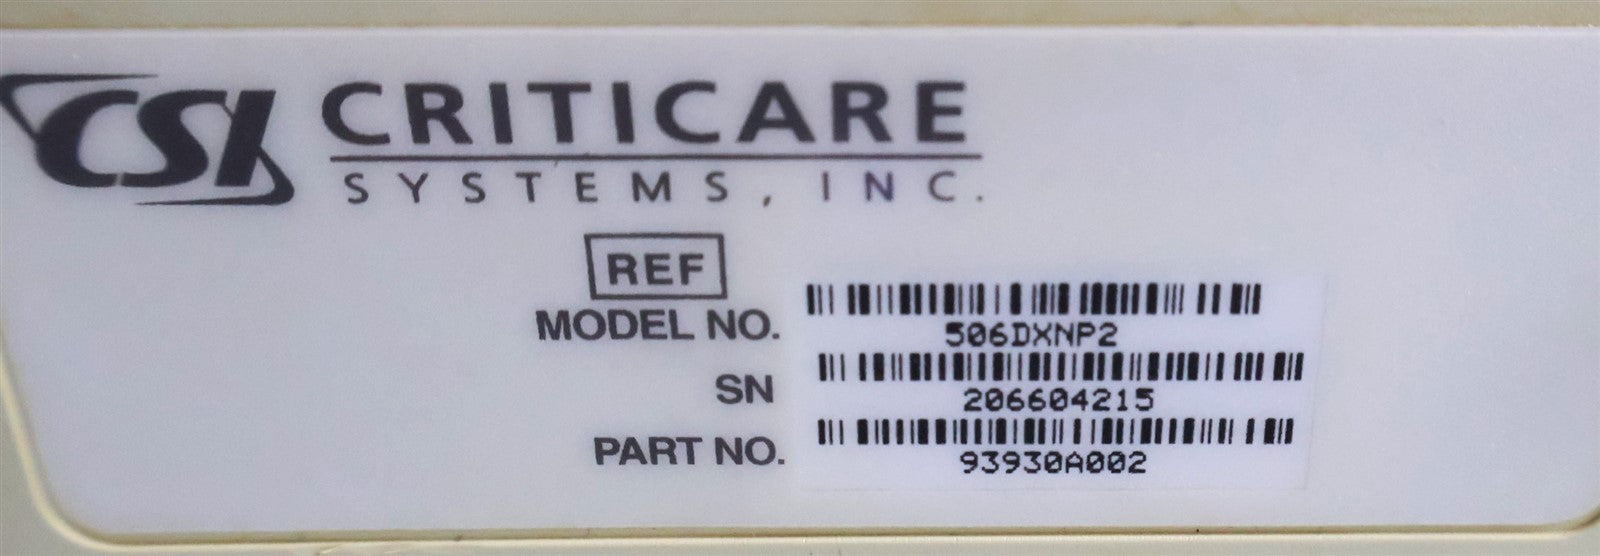 CSI CRITICARE
SYSTEMS, INC.
REF
MODEL NO. 506DXNP2
SN 206604215
PART NO. 93930A002